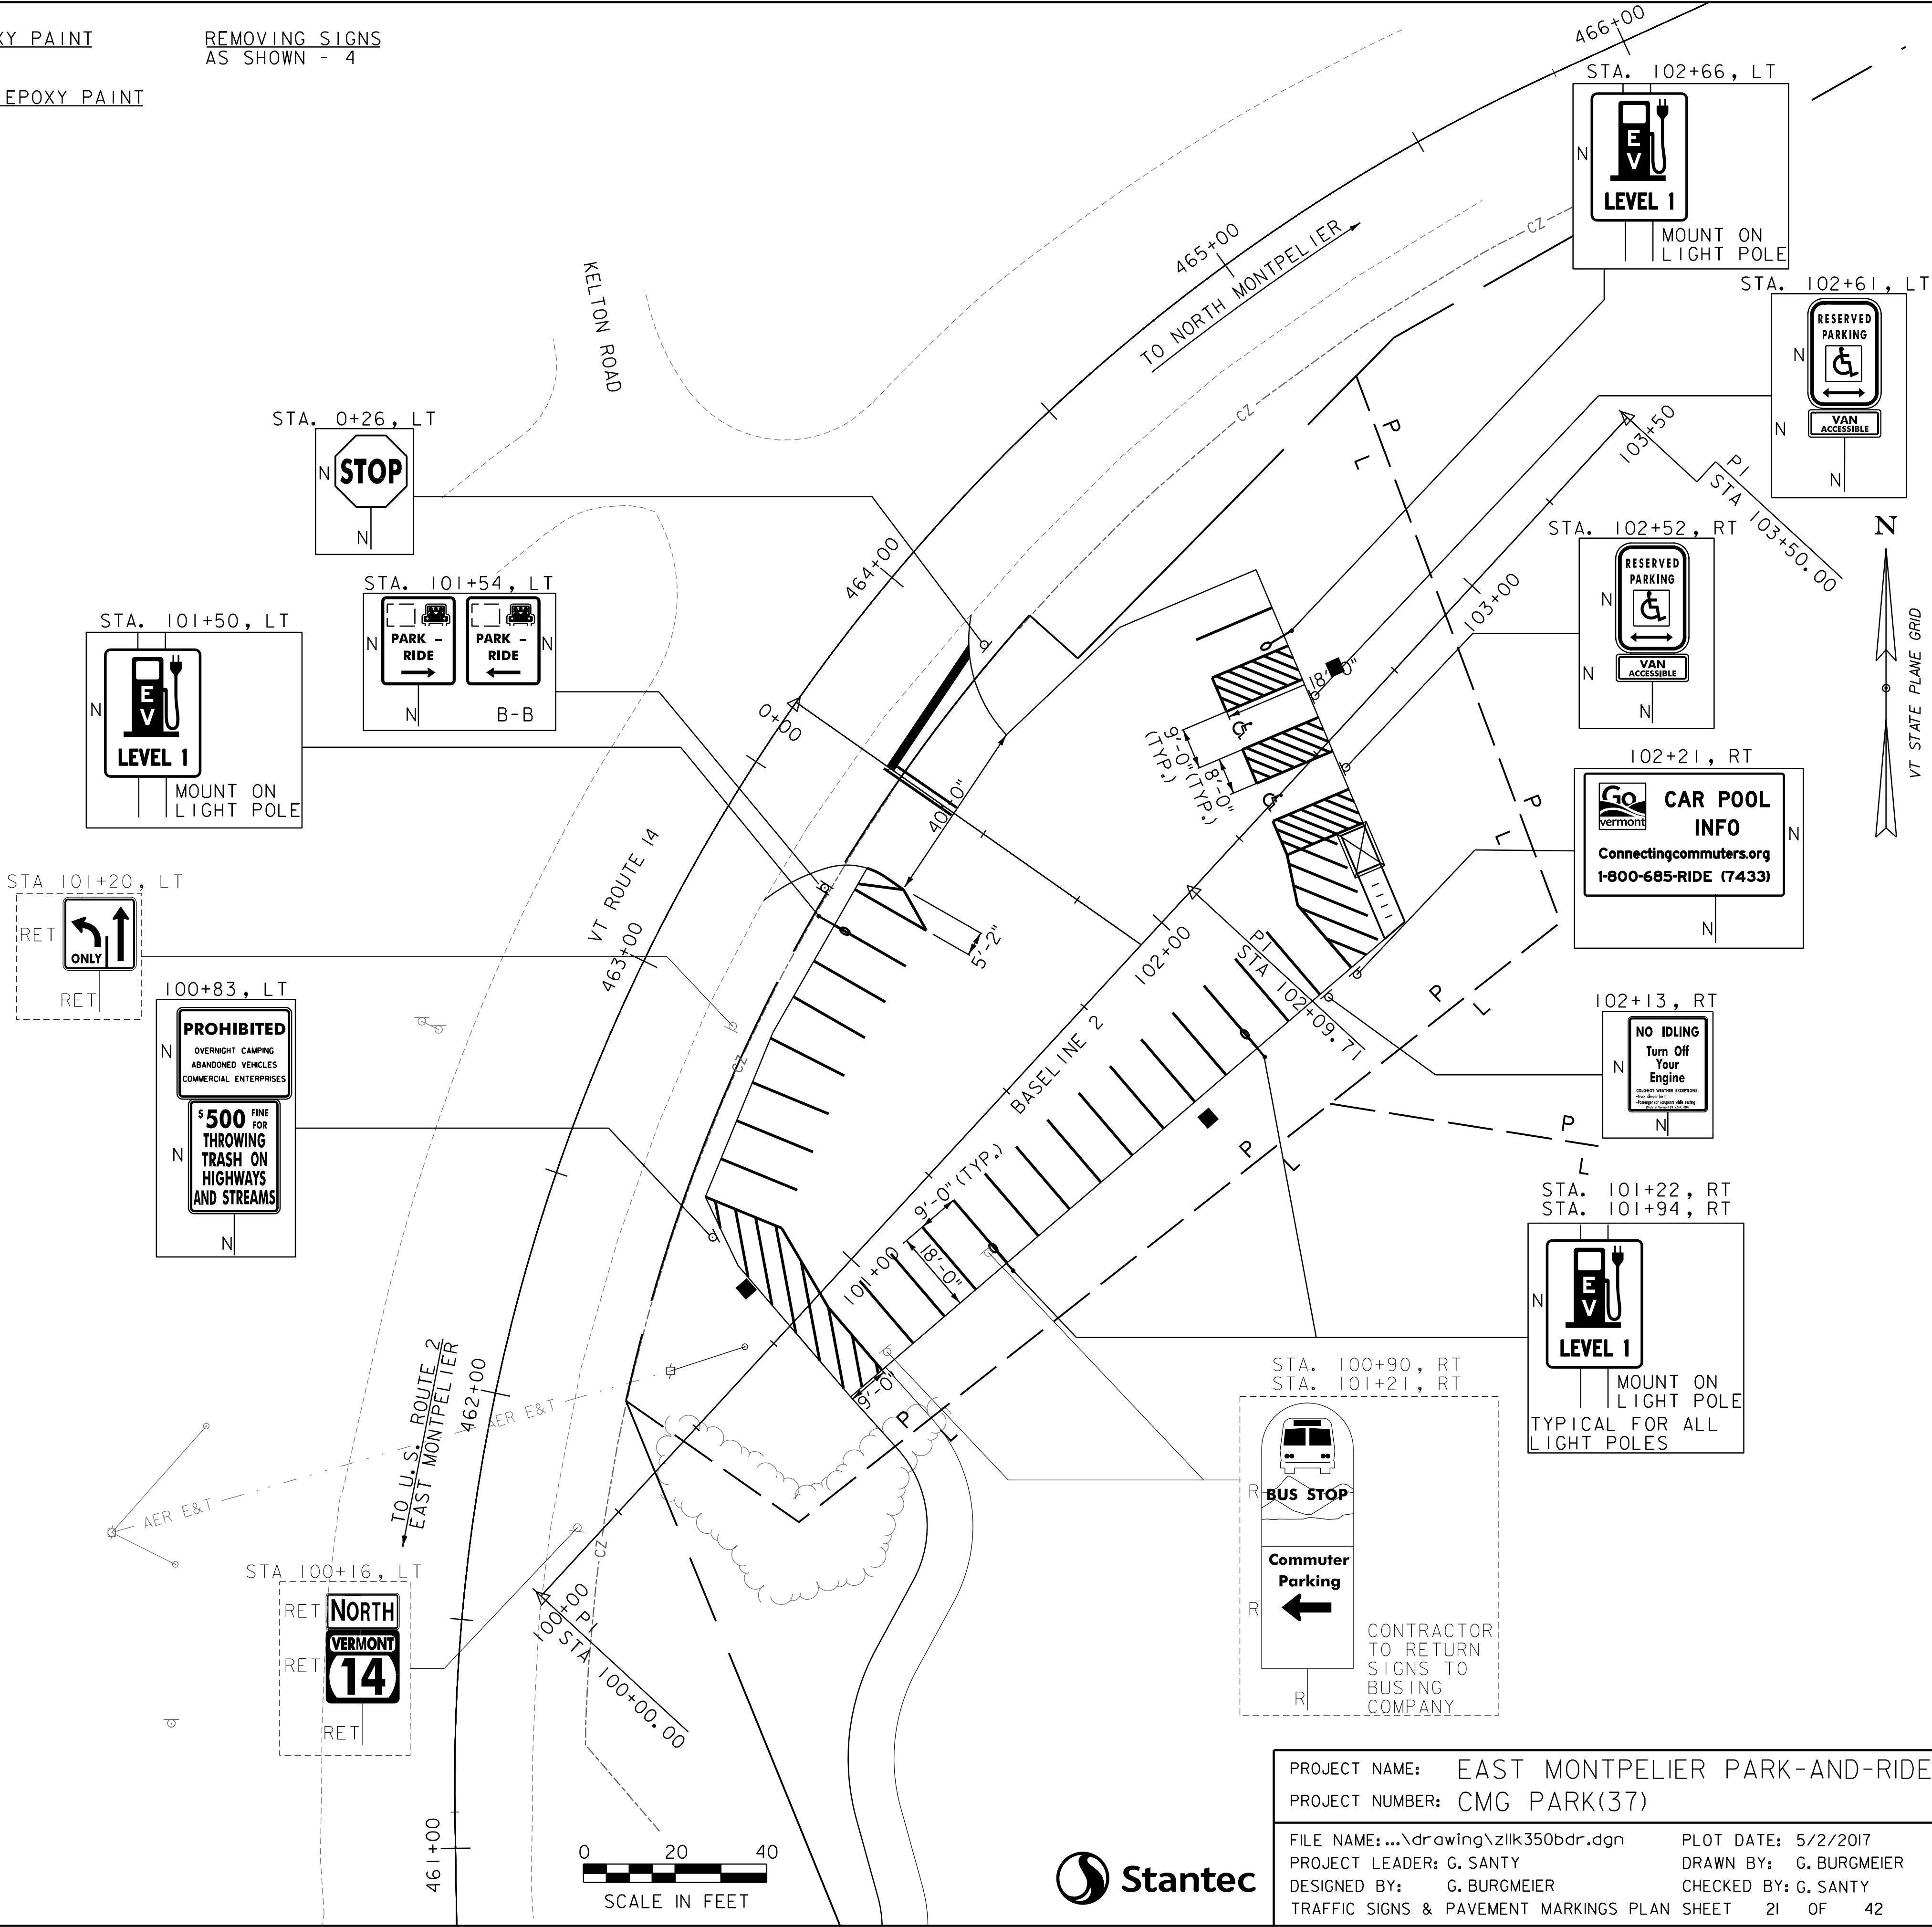 XY PAINT
REMOVING SIGNS
AS SHOWN - 4
EPOXY PAINT
466+00
STA. 102+66, LT
N
EV
LEVEL 1
MOUNT ON
LIGHT POLE
465+00
TO NORTH MONTPELIER
CZ
CZ
KELTON ROAD
STA. 102+61, LT
RESERVED
PARKING
N
VAN
ACCESSIBLE
N
N
103+50
PI
STA 103+50.00
P
L
STA. 0+26, LT
N
STOP
N
464+00
STA. 101+54, LT
PARK -
RIDE
PARK -
RIDE
N
N
N
B-B
STA. 101+50, LT
N
EV
LEVEL 1
MOUNT ON
LIGHT POLE
STA. 102+52, RT
RESERVED
PARKING
N
VAN
ACCESSIBLE
N
N
N
VT STATE PLANE GRID
103+00
18'-0"
9'-0"
(TYP.)
8'-0"
(TYP.)
0+00
40'-0"
P
L
P
L
102+21, RT
Go
vermont
CAR POOL
INFO
Connectingcommuters.org
1-800-685-RIDE (7433)
N
N
STA 101+20, LT
RET
ONLY
RET
VT ROUTE 14
463+00
5'-2"
102+00
PI
STA 102+09.71
P
L
100+83, LT
PROHIBITED
OVERNIGHT CAMPING
ABANDONED VEHICLES
COMMERCIAL ENTERPRISES
N
$500 FINE
FOR
THROWING
TRASH ON
HIGHWAYS
AND STREAMS
N
N
CZ
BASELINE 2
102+13, RT
NO IDLING
Turn Off
Your
Engine
N
N
P
L
P
L
9'-0" (TYP.)
18'-0"
101+00
STA. 101+22, RT
STA. 101+94, RT
N
EV
LEVEL 1
MOUNT ON
LIGHT POLE
TYPICAL FOR ALL
LIGHT POLES
9'-0"
P
L
TO U.S. ROUTE 2
EAST MONTPELIER
462+00
AER E&T
AER E&T
STA. 100+90, RT
STA. 101+21, RT
R
BUS STOP
R
Commuter
Parking
R
CONTRACTOR
TO RETURN
SIGNS TO
BUSING
COMPANY
CZ
STA 100+16, LT
RET
NORTH
RET
VERMONT
14
RET
100+00
PI
STA 100+00.00
461+00
0 20 40
SCALE IN FEET
Stantec
PROJECT NAME: EAST MONTPELIER PARK-AND-RIDE
PROJECT NUMBER: CMG PARK(37)
FILE NAME:...\drawing\z11k350bdr.dgn PLOT DATE: 5/2/2017
PROJECT LEADER: G. SANTY DRAWN BY: G. BURGMEIER
DESIGNED BY: G. BURGMEIER CHECKED BY: G. SANTY
TRAFFIC SIGNS & PAVEMENT MARKINGS PLAN SHEET 21 OF 42